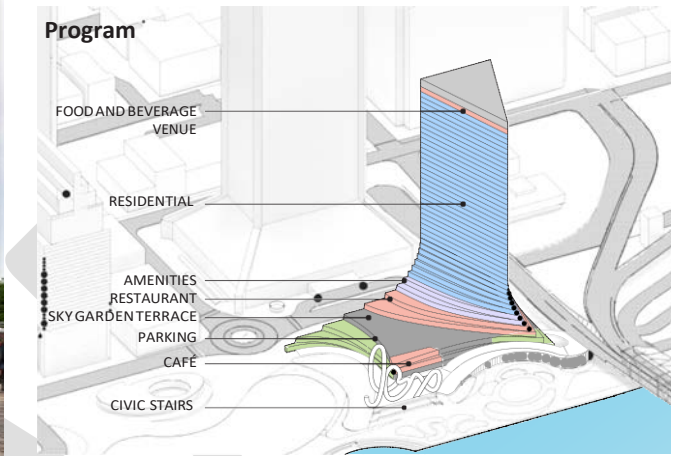 Program
FOOD AND BEVERAGE
VENUE
RESIDENTIAL
AMENITIES
RESTAURANT
SKY GARDEN TERRACE
PARKING
CAFÉ
CIVIC STAIRS